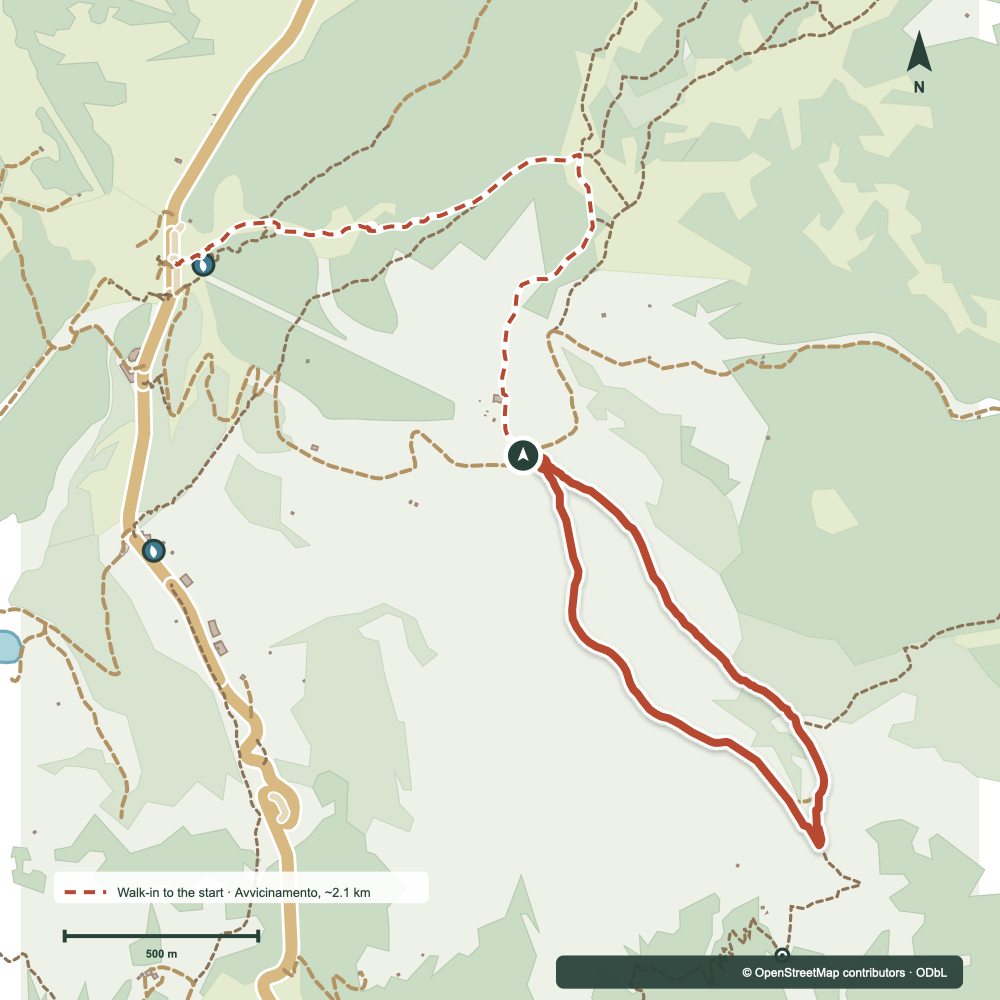 N
Walk-in to the start · Avvicinamento, ~2.1 km
500 m
© OpenStreetMap contributors · ODbL